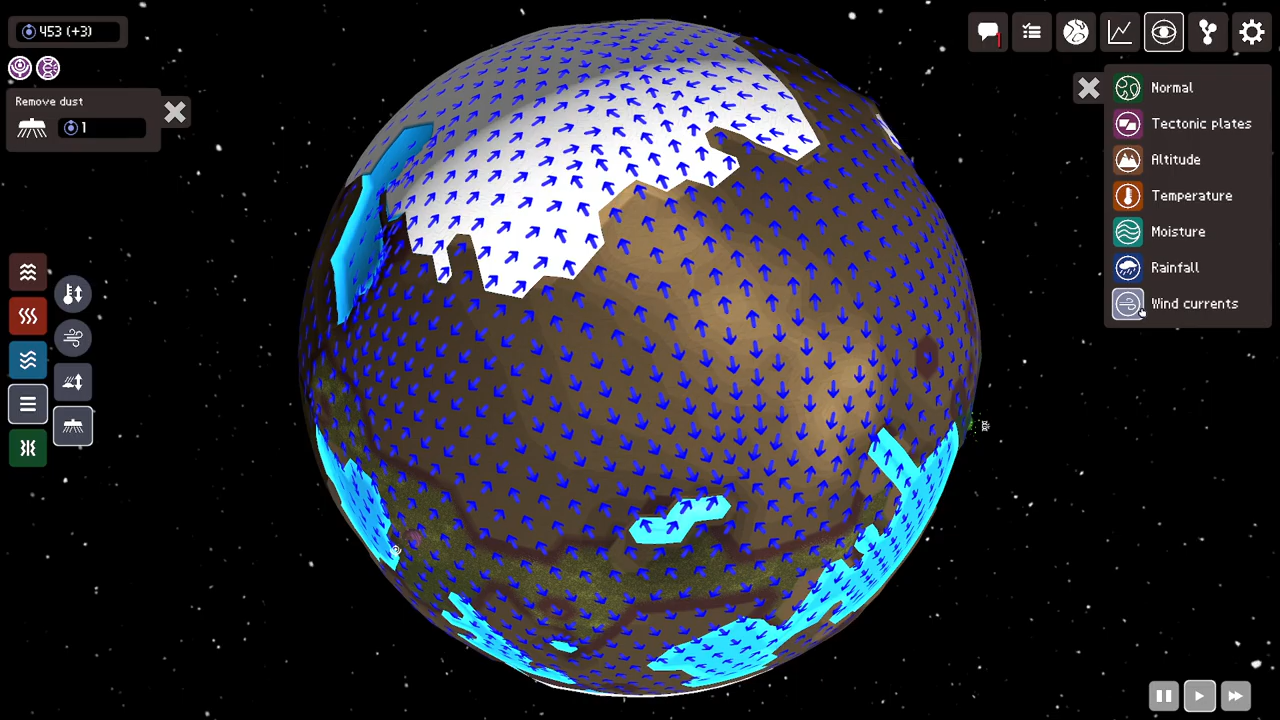 453 (+3)
Remove dust
1
Normal
Tectonic plates
Altitude
Temperature
Moisture
Rainfall
Wind currents